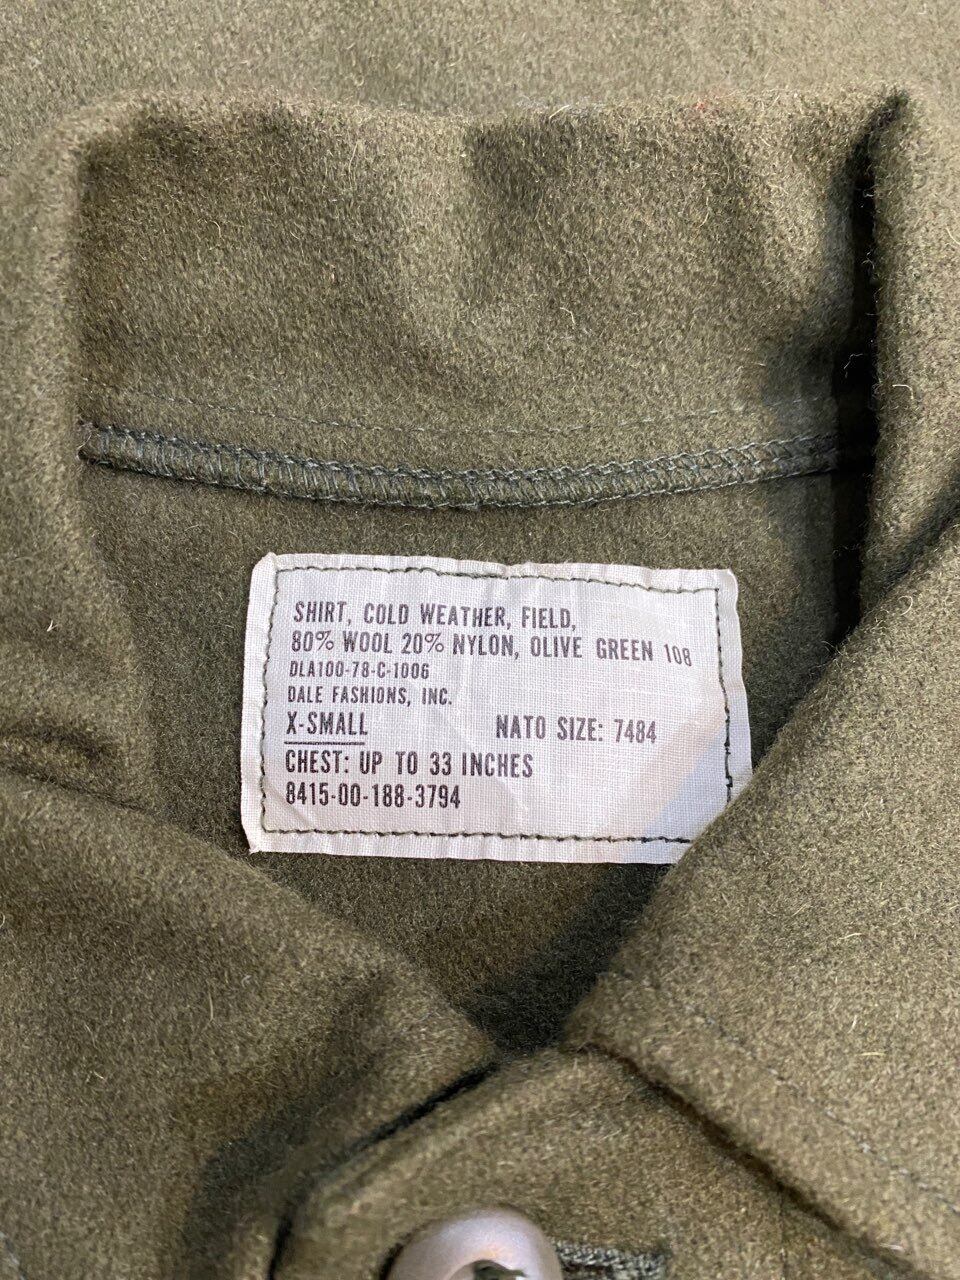 SHIRT, COLD WEATHER, FIELD,
80% WOOL 20% NYLON, OLIVE GREEN 108
DLA100-78-C-1006
DALE FASHIONS, INC.
X-SMALL NATO SIZE: 7484
CHEST: UP TO 33 INCHES
8415-00-188-3794